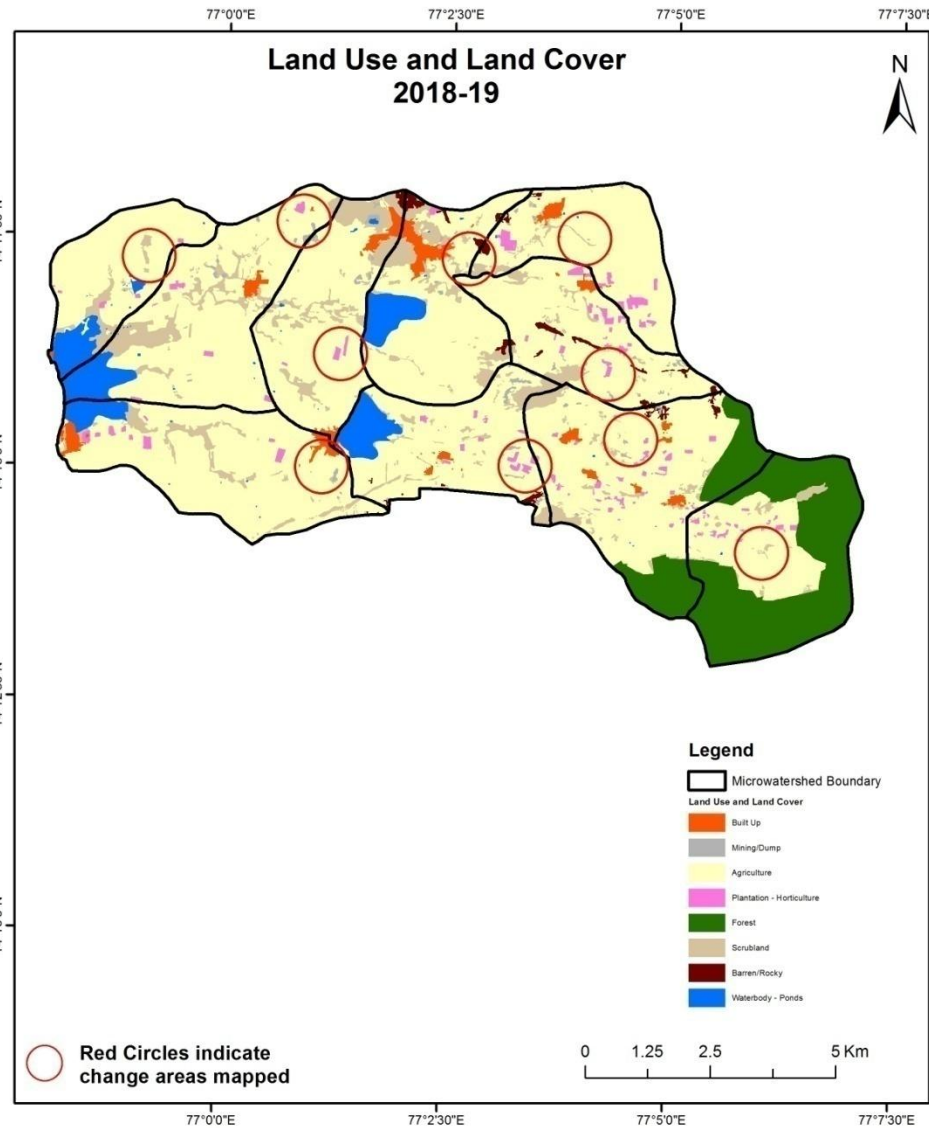 77°0'0"E 77°2'30"E 77°5'0"E 77°7'30"E
Land Use and Land Cover
2018-19
N
Legend
Microwatershed Boundary
Land Use and Land Cover
Built Up
Mining/Dump
Agriculture
Plantation - Horticulture
Forest
Scrubland
Barren/Rocky
Waterbody - Ponds
Red Circles indicate
change areas mapped
0 1.25 2.5 5 Km
77°0'0"E 77°2'30"E 77°5'0"E 77°7'30"E